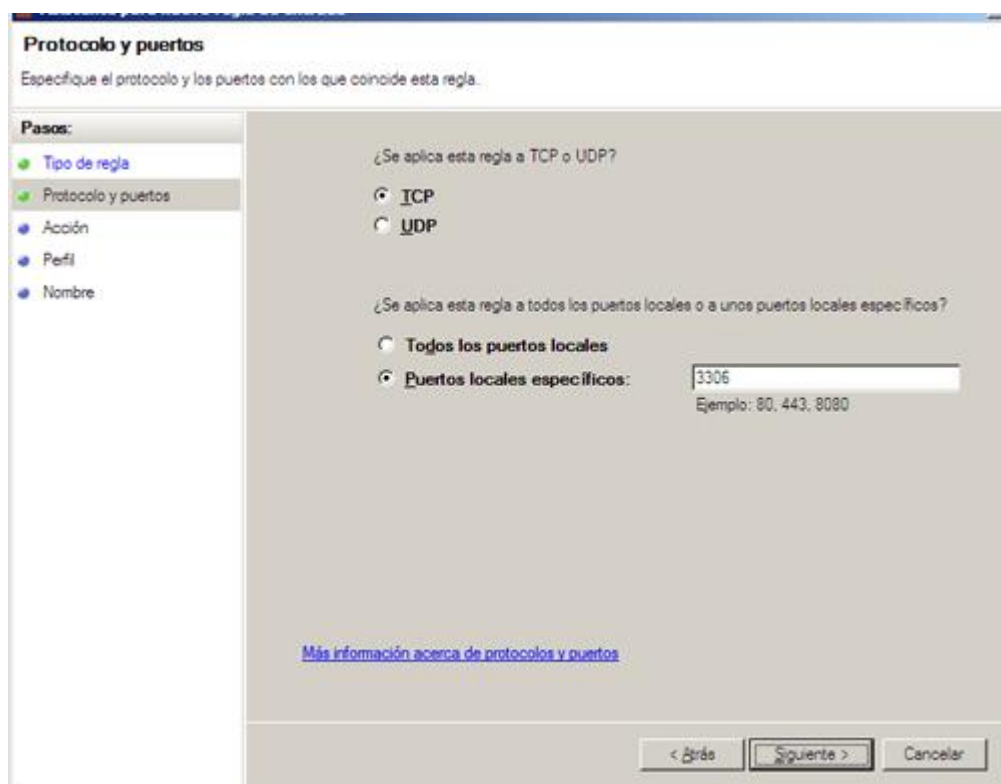 Protocolo y puertos
Especifique el protocolo y los puertos con los que coincide esta regla.
Pasos:
Tipo de regla
Protocolo y puertos
Acción
Perfil
Nombre
¿Se aplica esta regla a TCP o UDP?
TCP
UDP
¿Se aplica esta regla a todos los puertos locales o a unos puertos locales específicos?
Todos los puertos locales
Puertos locales específicos: 3306
Ejemplo: 80, 443, 8080
Más información acerca de protocolos y puertos
< Atrás Siguiente > Cancelar